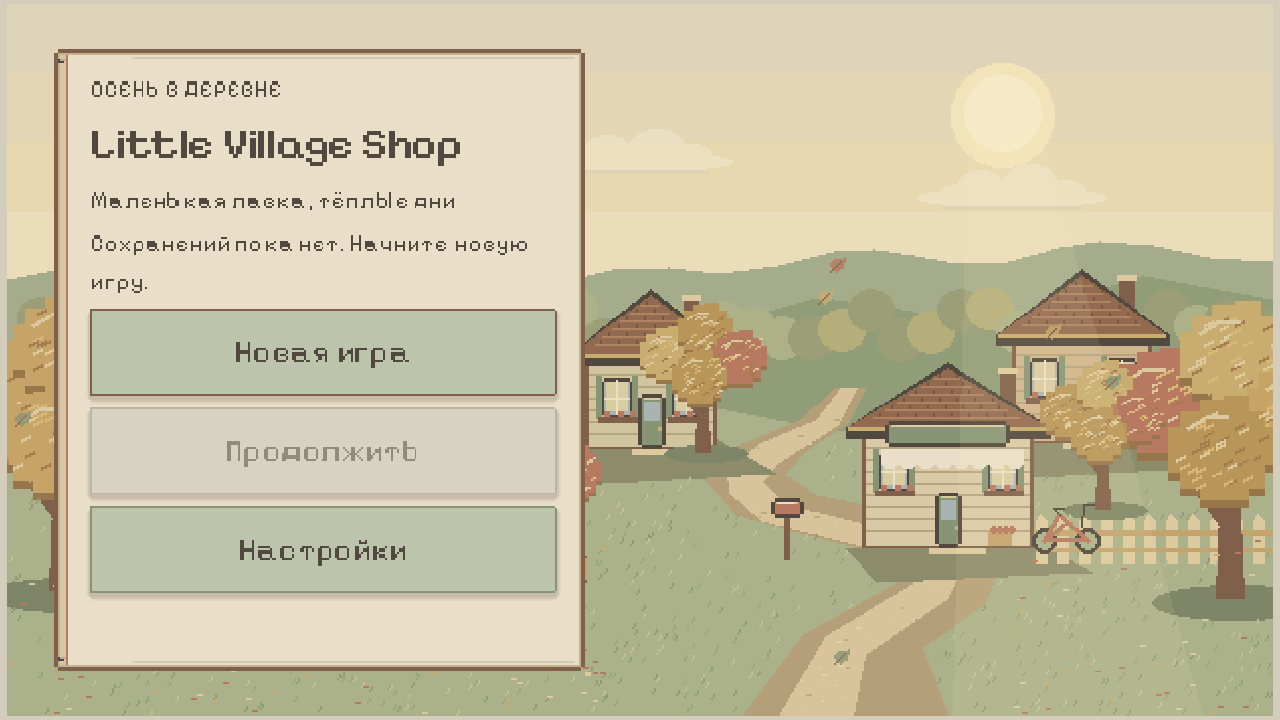 ОСЕНЬ В ДЕРЕВНЕ
Little Village Shop
Маленькая лавка, тёплые дни
Сохранений пока нет. Начните новую
игру.
Новая игра
Продолжить
Настройки